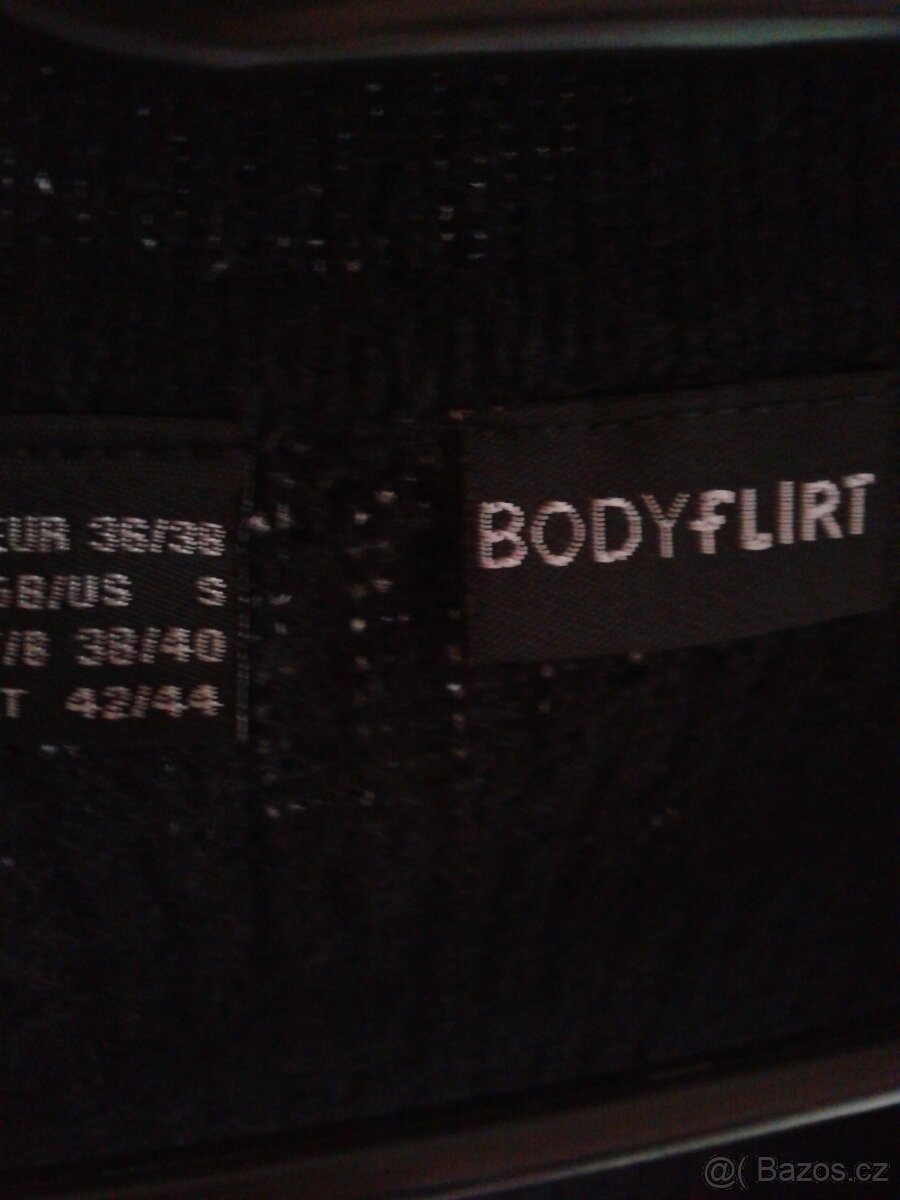 EUR 36/38
GB/US S
/B 38/40
T 42/44
BODYfLIRT
@( Bazos.cz